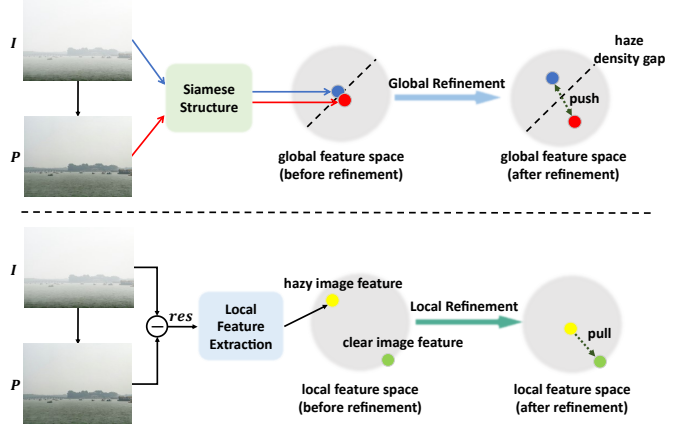 I
P
Siamese
Structure
Global Refinement
haze
density gap
push
global feature space
(before refinement)
global feature space
(after refinement)
I
P
res
Local
Feature
Extraction
hazy image feature
clear image feature
Local Refinement
pull
local feature space
(before refinement)
local feature space
(after refinement)